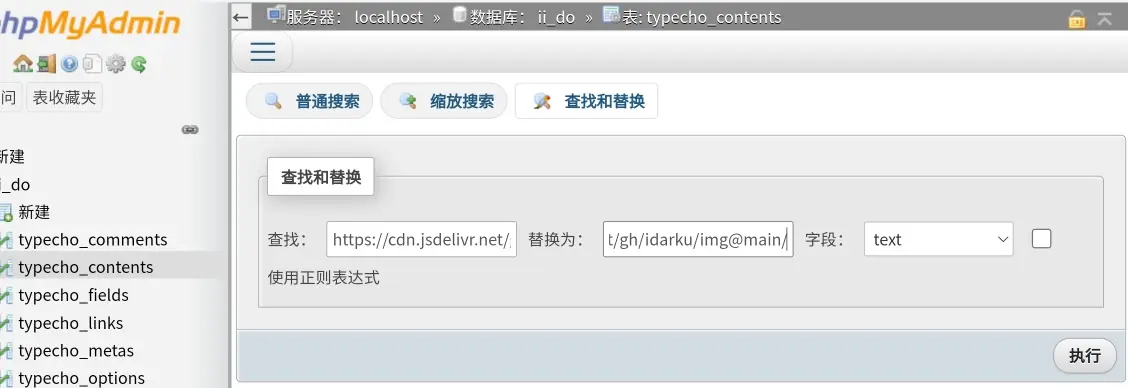 hpMyAdmin
服务器: localhost » 数据库: ii_do » 表: typecho_contents
问 表收藏夹
普通搜索 缩放搜索 查找和替换
新建
i_do
新建
typecho_comments
typecho_contents
typecho_fields
typecho_links
typecho_metas
typecho_options
查找和替换
查找: https://cdn.jsdelivr.net/ 替换为: t/gh/idarku/img@main/ 字段: text
使用正则表达式
执行